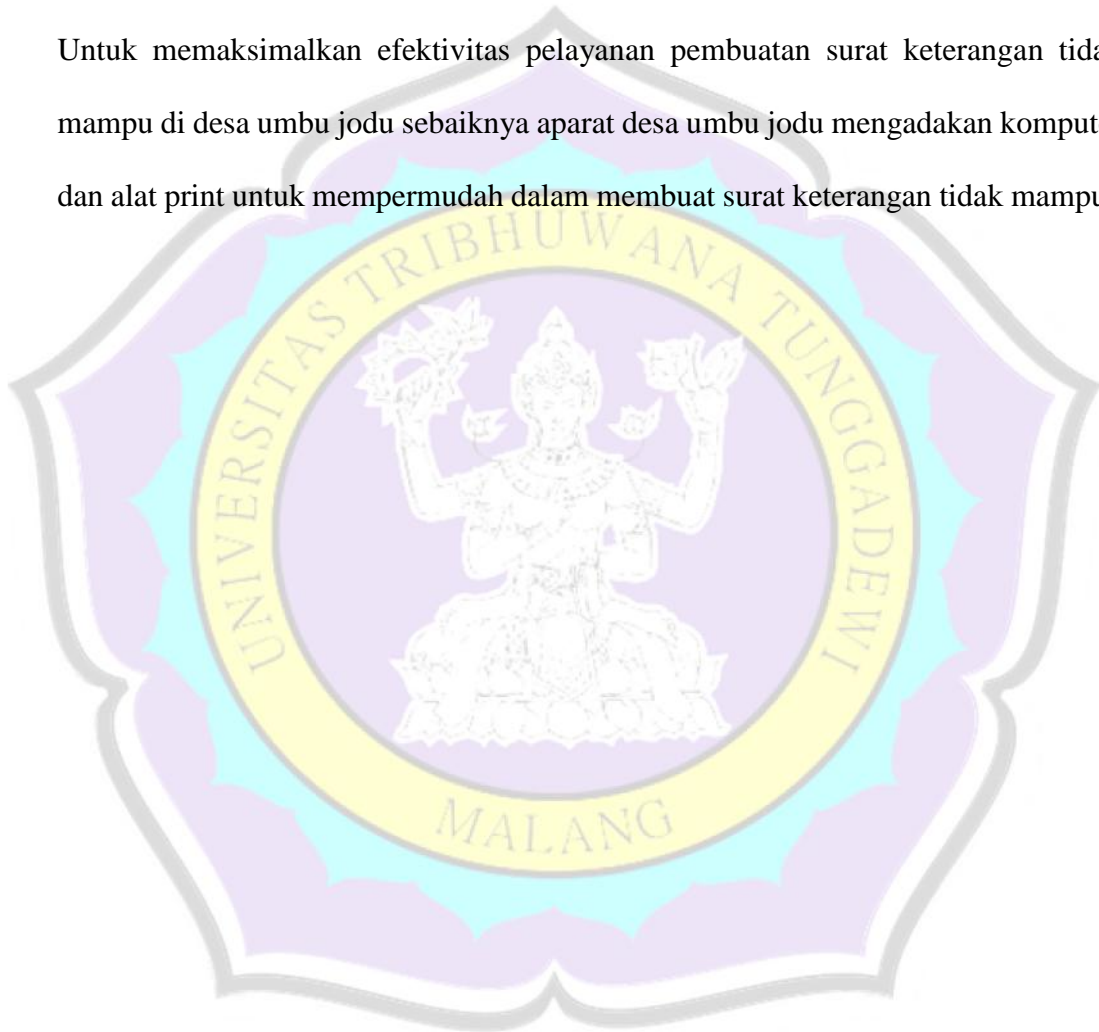 Untuk memaksimalkan efektivitas pelayanan pembuatan surat keterangan tida
mampu di desa umbu jodu sebaiknya aparat desa umbu jodu mengadakan komput
dan alat print untuk mempermudah dalam membuat surat keterangan tidak mampu
UNIVERSITAS TRIBHUWANA TUNGGADEWI
MALANG